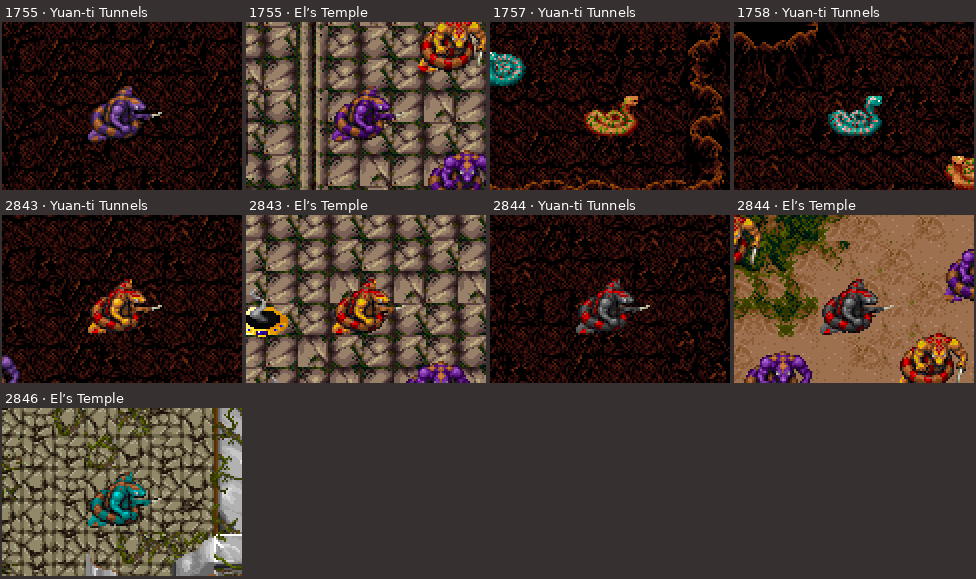 1755 · Yuan-ti Tunnels
1755 · El's Temple
1757 · Yuan-ti Tunnels
1758 · Yuan-ti Tunnels
2843 · Yuan-ti Tunnels
2843 · El's Temple
2844 · Yuan-ti Tunnels
2844 · El's Temple
2846 · El's Temple